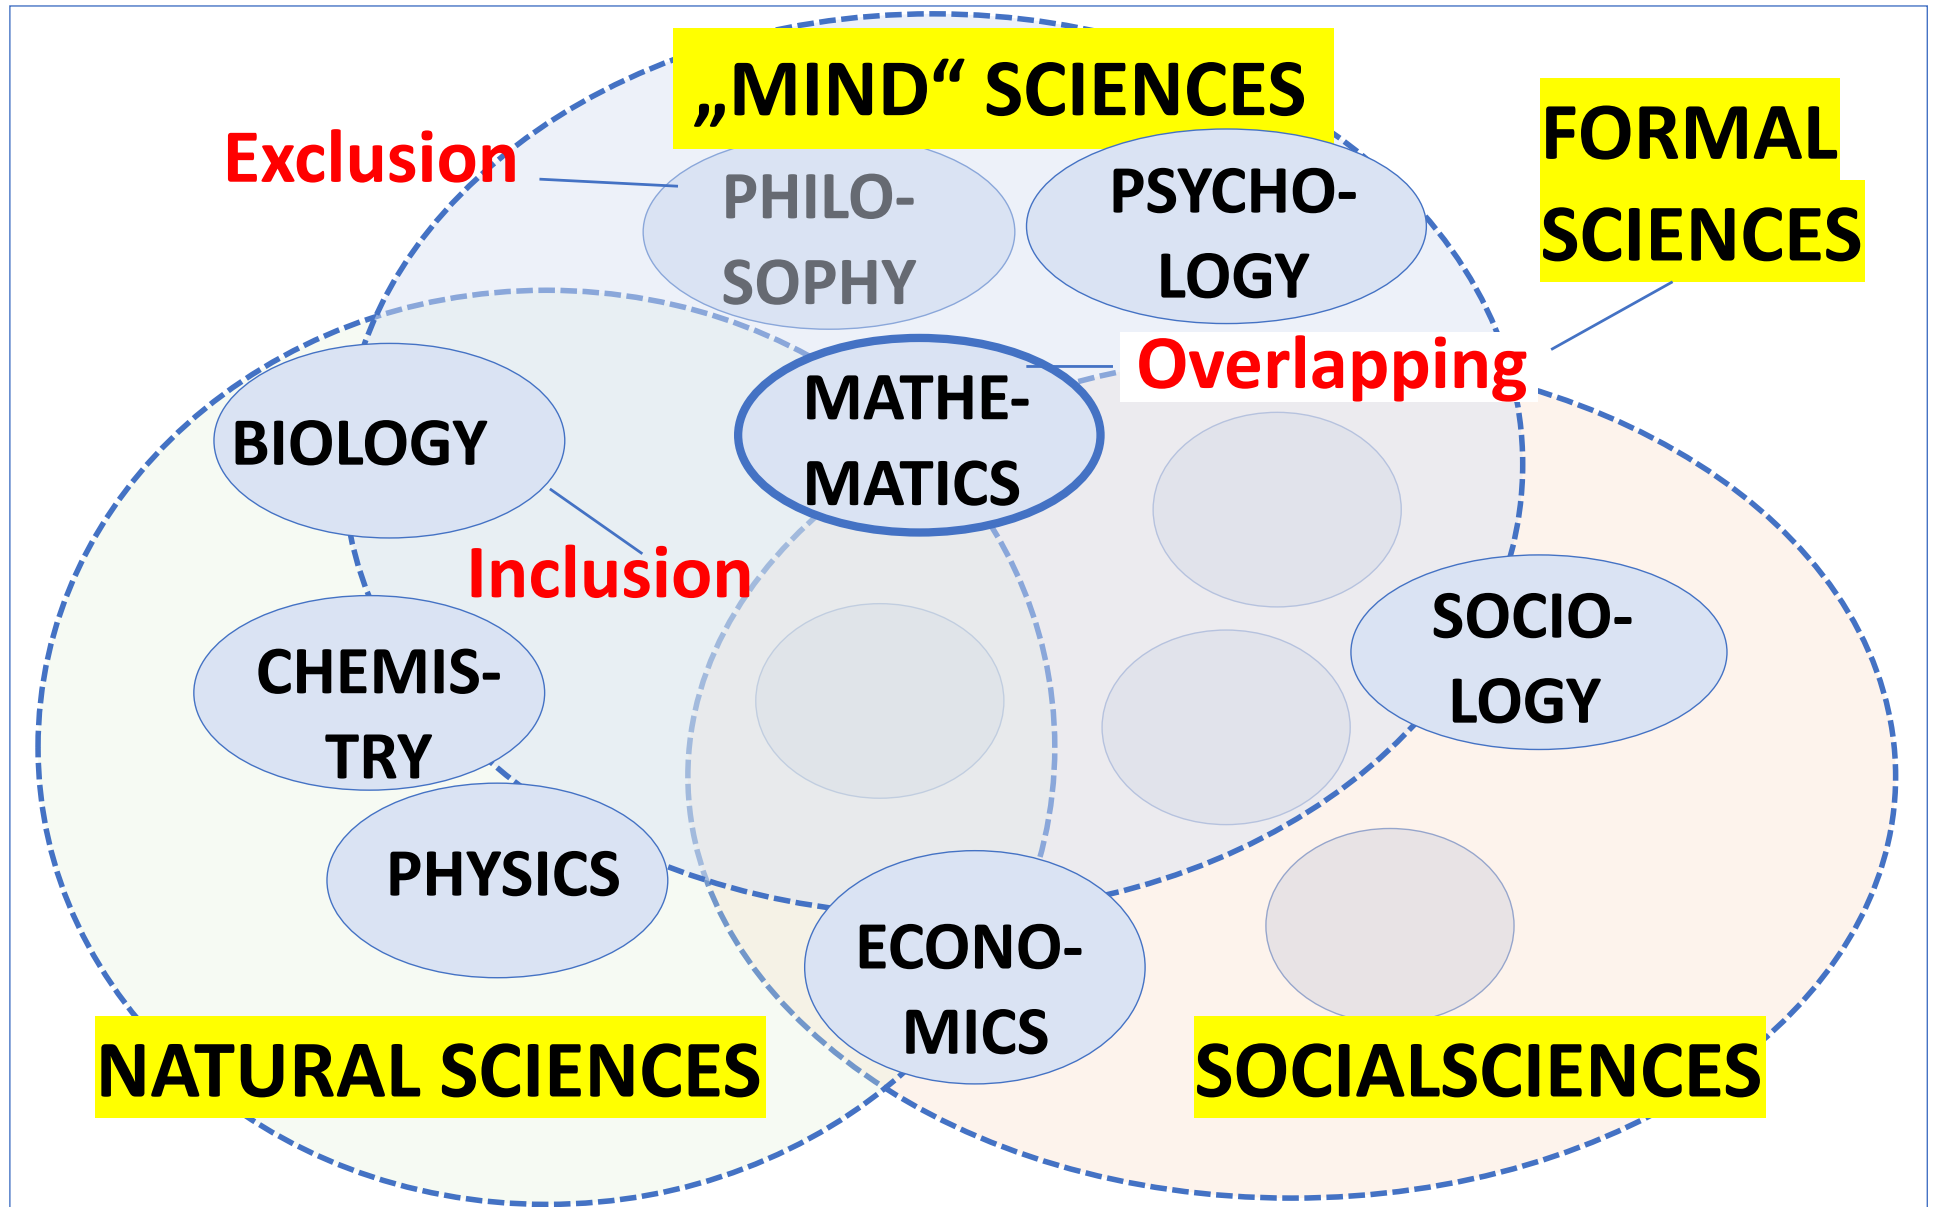 „MIND“ SCIENCES
FORMAL
SCIENCES
Exclusion
PHILO-
SOPHY
PSYCHO-
LOGY
Overlapping
MATHE-
MATICS
BIOLOGY
Inclusion
CHEMIS-
TRY
SOCIO-
LOGY
PHYSICS
ECONO-
MICS
NATURAL SCIENCES
SOCIALSCIENCES